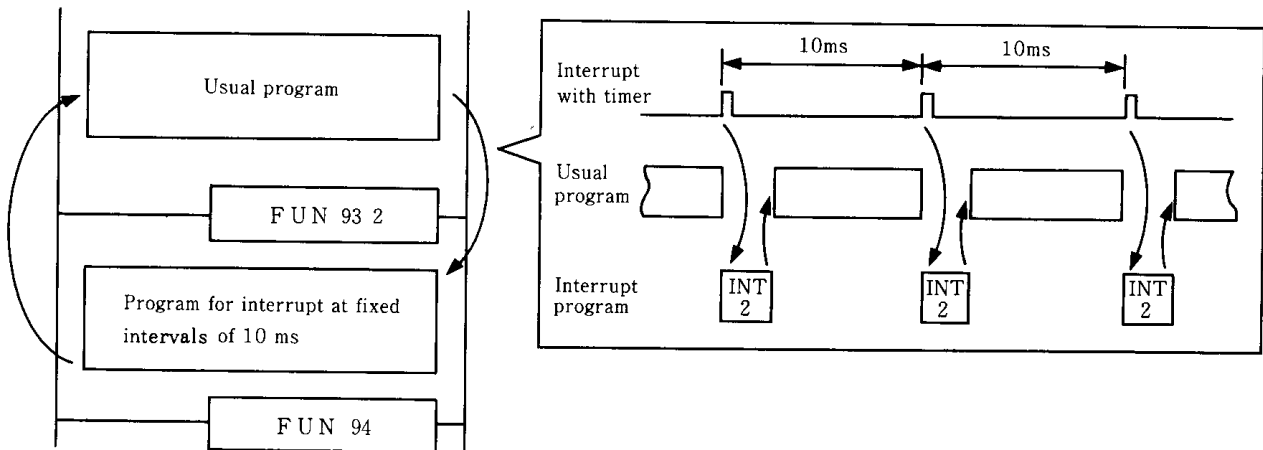 Usual program
FUN 93 2
Program for interrupt at fixed
intervals of 10 ms
FUN 94
10ms 10ms
Interrupt
with timer
Usual
program
Interrupt
program
INT
2
INT
2
INT
2